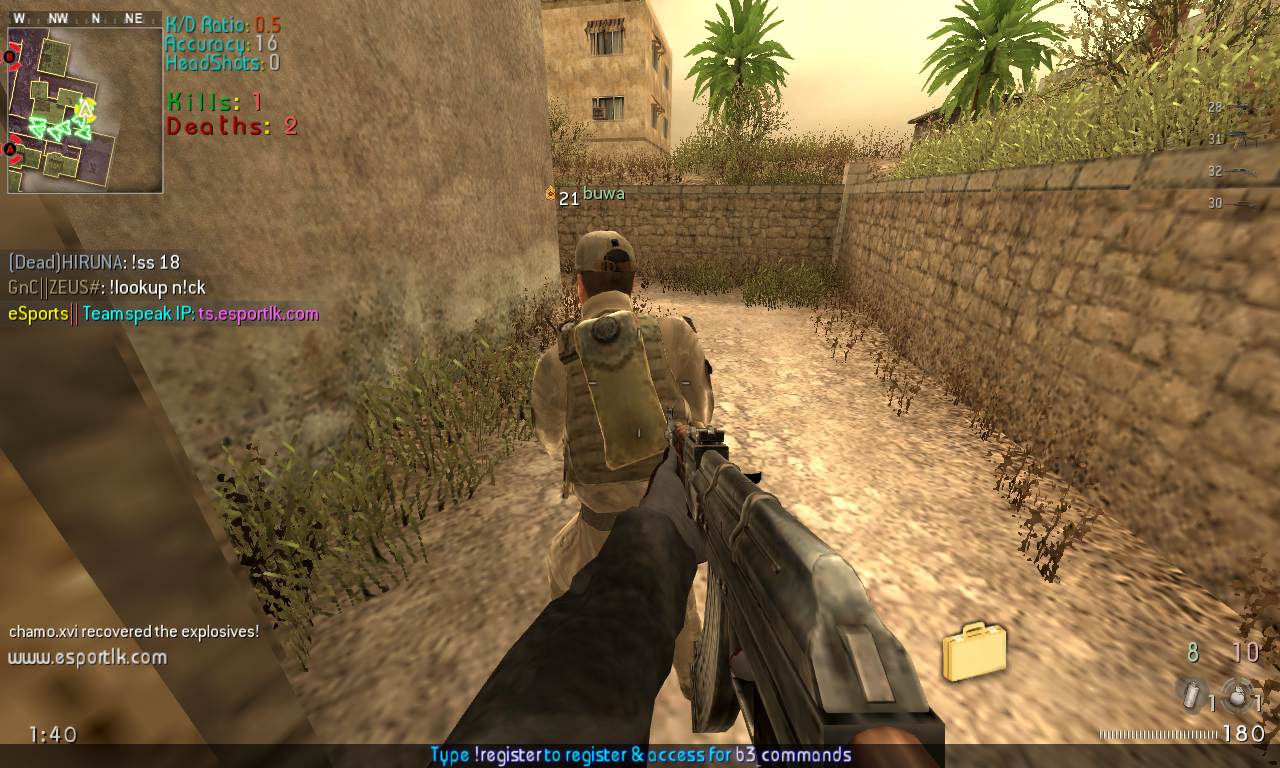 W NW N NE
K/D Ratio: 0.5
Accuracy: 16
HeadShots: 0
Kills: 1
Deaths: 2
B
A
28
31
32
30
21 buwa
(Dead)HIRUNA: !ss 18
GnC||ZEUS#: !lookup n!ck
eSports|| Teamspeak IP: ts.esportlk.com
chamo.xvi recovered the explosives!
www.esportlk.com
8 10
1 1
1:40
180
Type !register to register & access for b3 commands